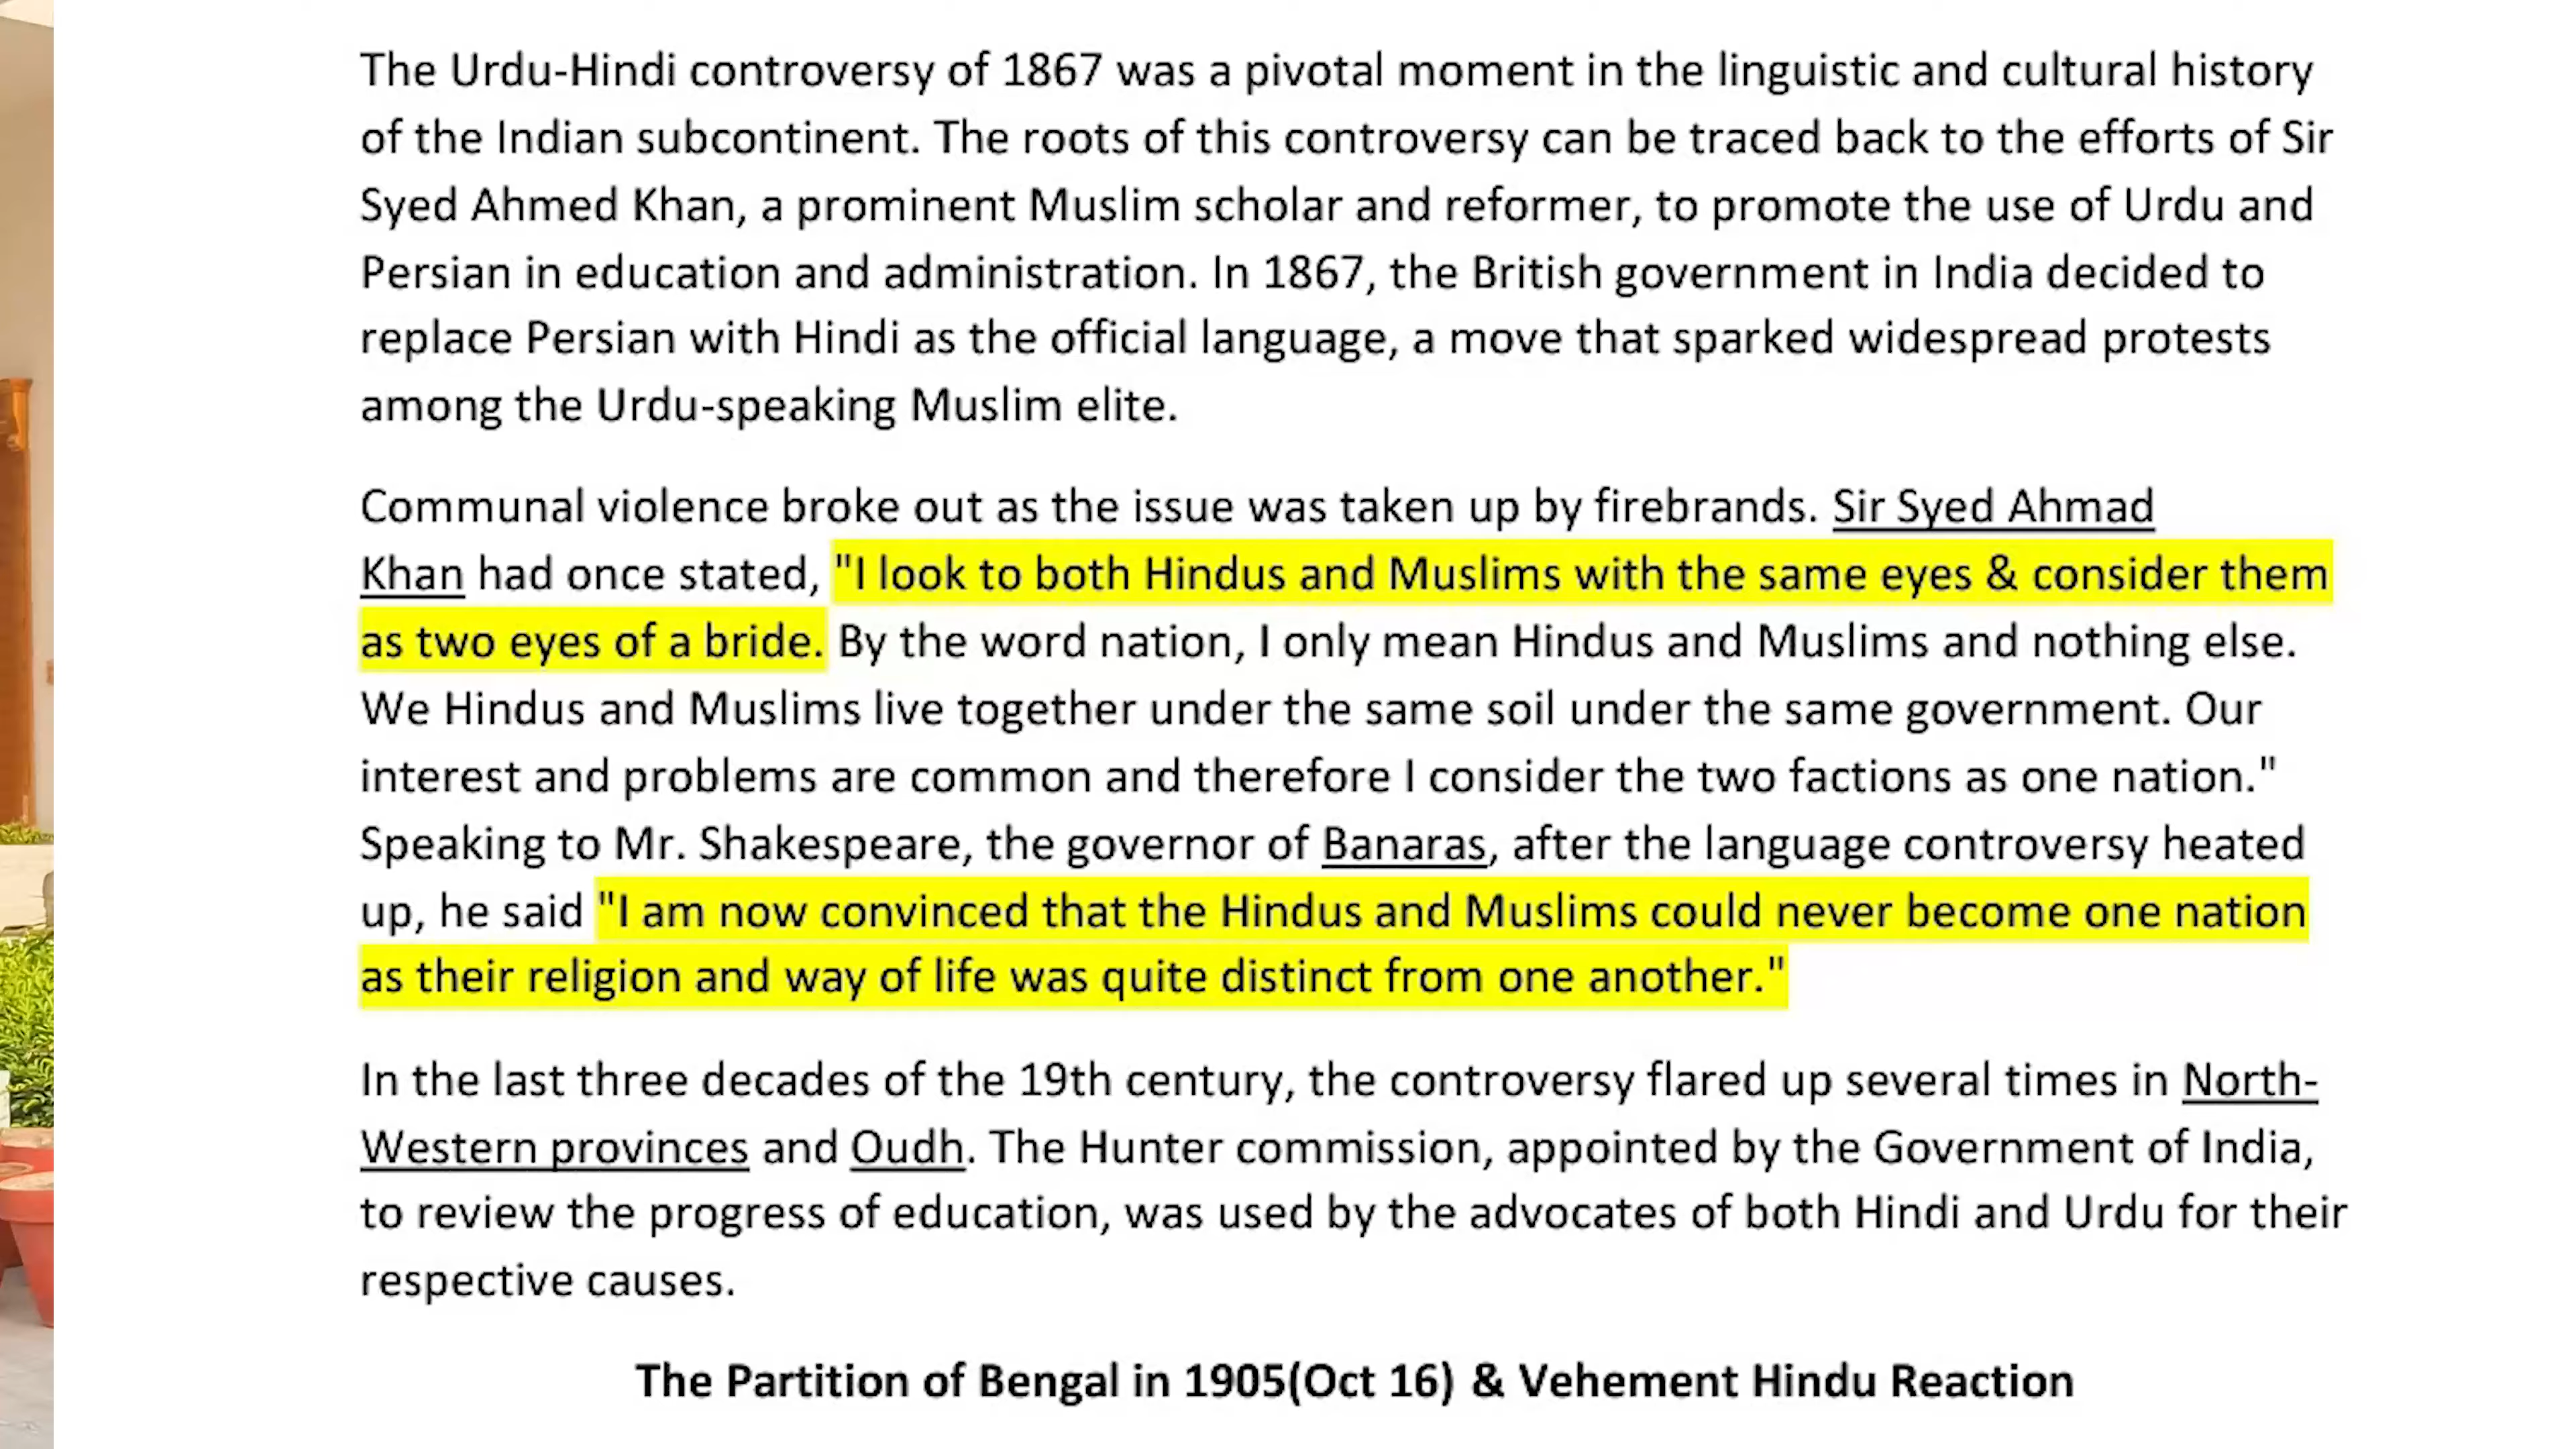 The Urdu-Hindi controversy of 1867 was a pivotal moment in the linguistic and cultural history
of the Indian subcontinent. The roots of this controversy can be traced back to the efforts of Sir
Syed Ahmed Khan, a prominent Muslim scholar and reformer, to promote the use of Urdu and
Persian in education and administration. In 1867, the British government in India decided to
replace Persian with Hindi as the official language, a move that sparked widespread protests
among the Urdu-speaking Muslim elite.
Communal violence broke out as the issue was taken up by firebrands. Sir Syed Ahmad
Khan had once stated, "I look to both Hindus and Muslims with the same eyes & consider them
as two eyes of a bride. By the word nation, I only mean Hindus and Muslims and nothing else.
We Hindus and Muslims live together under the same soil under the same government. Our
interest and problems are common and therefore I consider the two factions as one nation."
Speaking to Mr. Shakespeare, the governor of Banaras, after the language controversy heated
up, he said "I am now convinced that the Hindus and Muslims could never become one nation
as their religion and way of life was quite distinct from one another."
In the last three decades of the 19th century, the controversy flared up several times in North-
Western provinces and Oudh. The Hunter commission, appointed by the Government of India,
to review the progress of education, was used by the advocates of both Hindi and Urdu for their
respective causes.
The Partition of Bengal in 1905(Oct 16) & Vehement Hindu Reaction